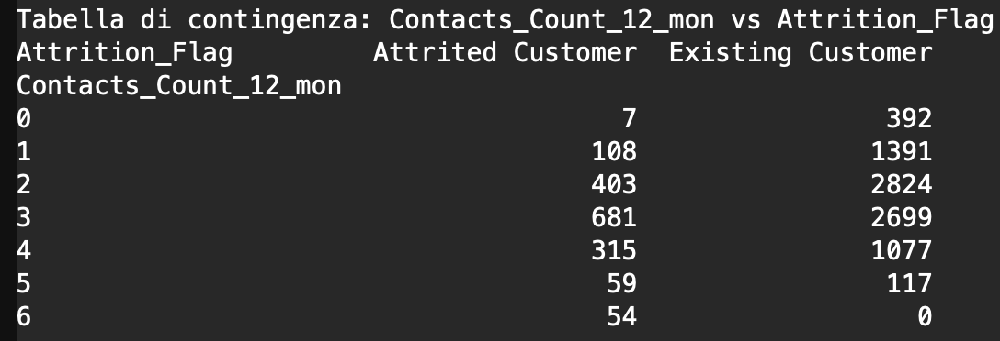 Tabella di contingenza: Contacts_Count_12_mon vs Attrition_Flag
Attrition_Flag Attrited Customer Existing Customer
Contacts_Count_12_mon
0 7 392
1 108 1391
2 403 2824
3 681 2699
4 315 1077
5 59 117
6 54 0